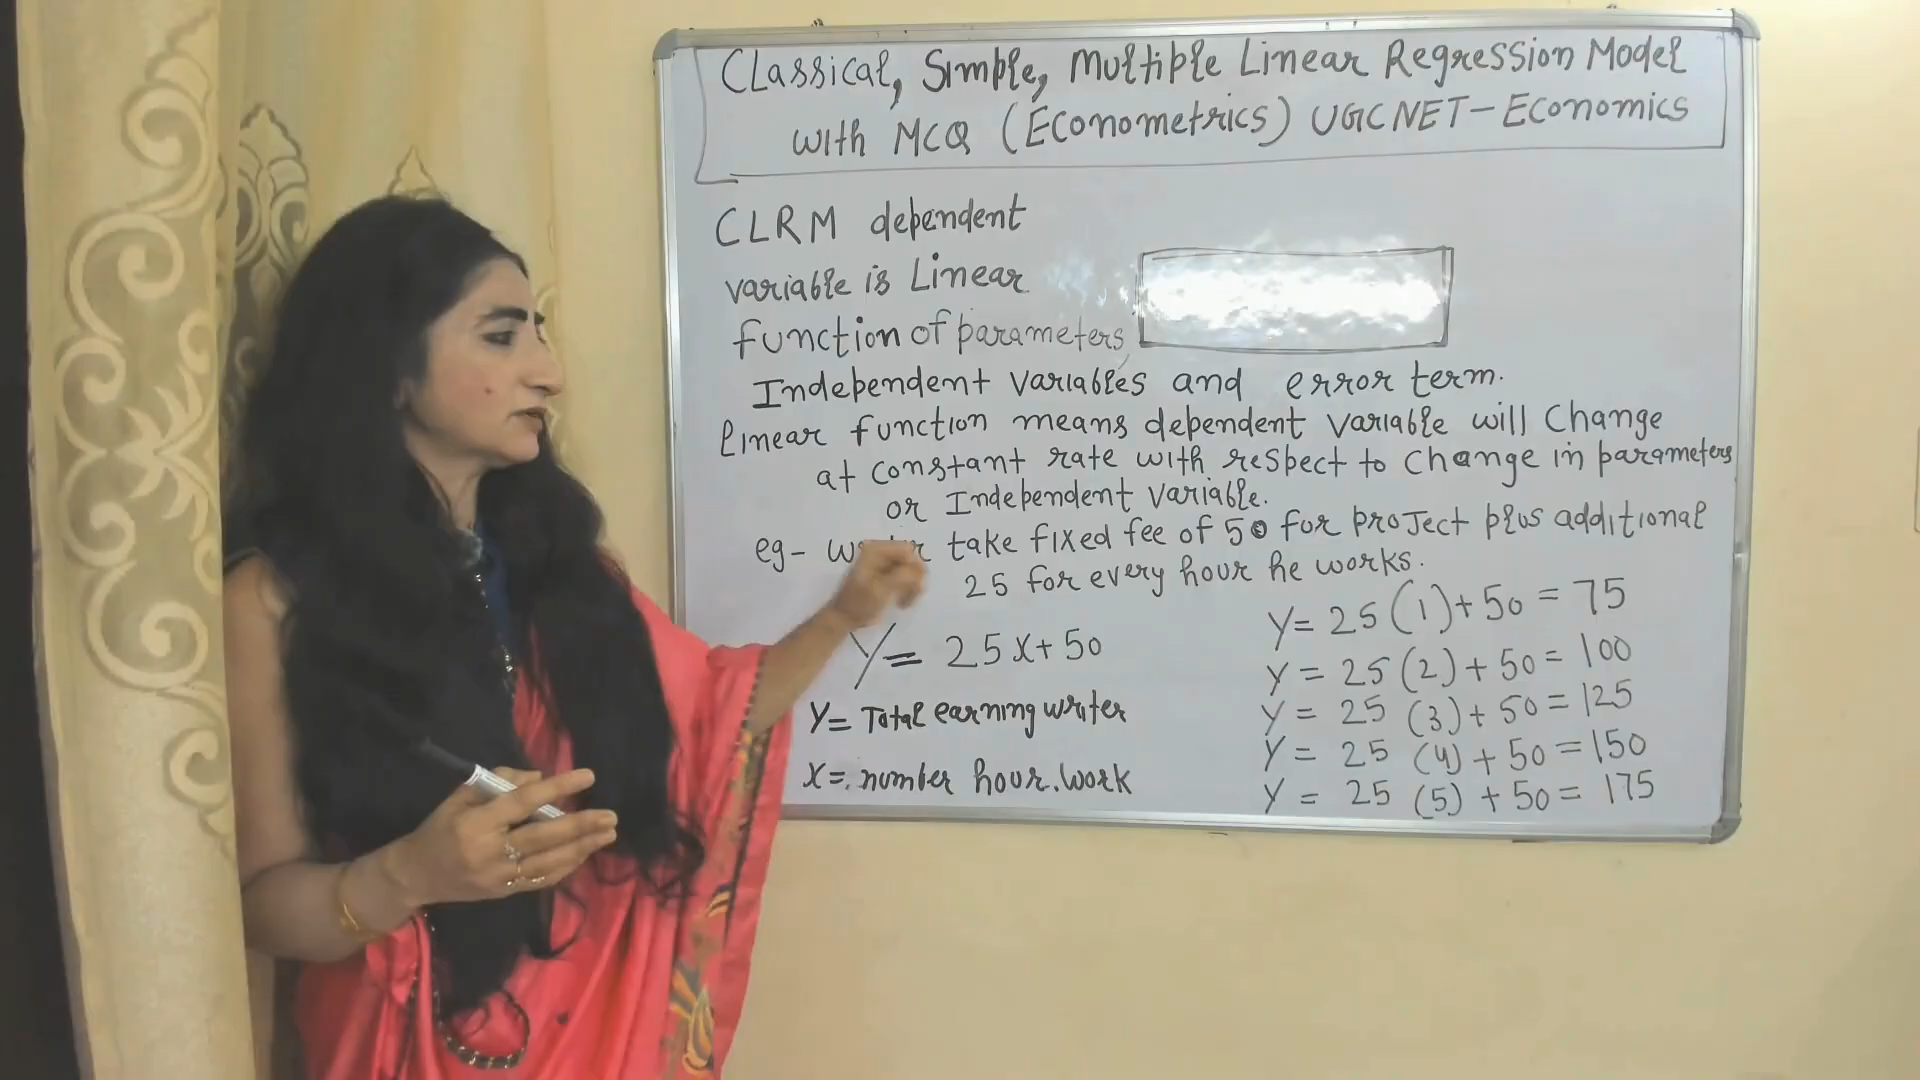 Classical, Simple, Multiple Linear Regression Model
with MCQ (Econometrics) UGC NET - Economics
CLRM dependent
variable is Linear
function of parameters
Independent variables and error term.
Linear function means dependent variable will change
at constant rate with respect to change in parameters
or Independent variable.
eg- take fixed fee of 50 for project plus additional
25 for every hour he works.
Y = 25x + 50
Y = Total earning writer
X = number hour.work
Y = 25 (1) + 50 = 75
Y = 25 (2) + 50 = 100
Y = 25 (3) + 50 = 125
Y = 25 (4) + 50 = 150
Y = 25 (5) + 50 = 175